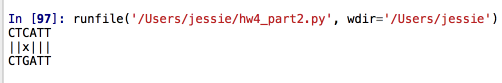 In [97]: runfile('/Users/jessie/hw4_part2.py', wdir='/Users/jessie')
CTCATT
||x|||
CTGATT